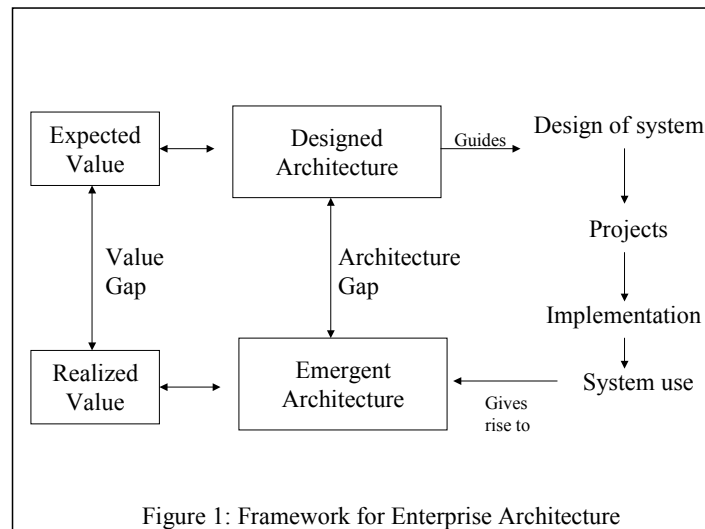 Expected
Value
Designed
Architecture
Guides
Design of system
Projects
Value
Gap
Architecture
Gap
Implementation
Realized
Value
Emergent
Architecture
System use
Gives
rise to
Figure 1: Framework for Enterprise Architecture